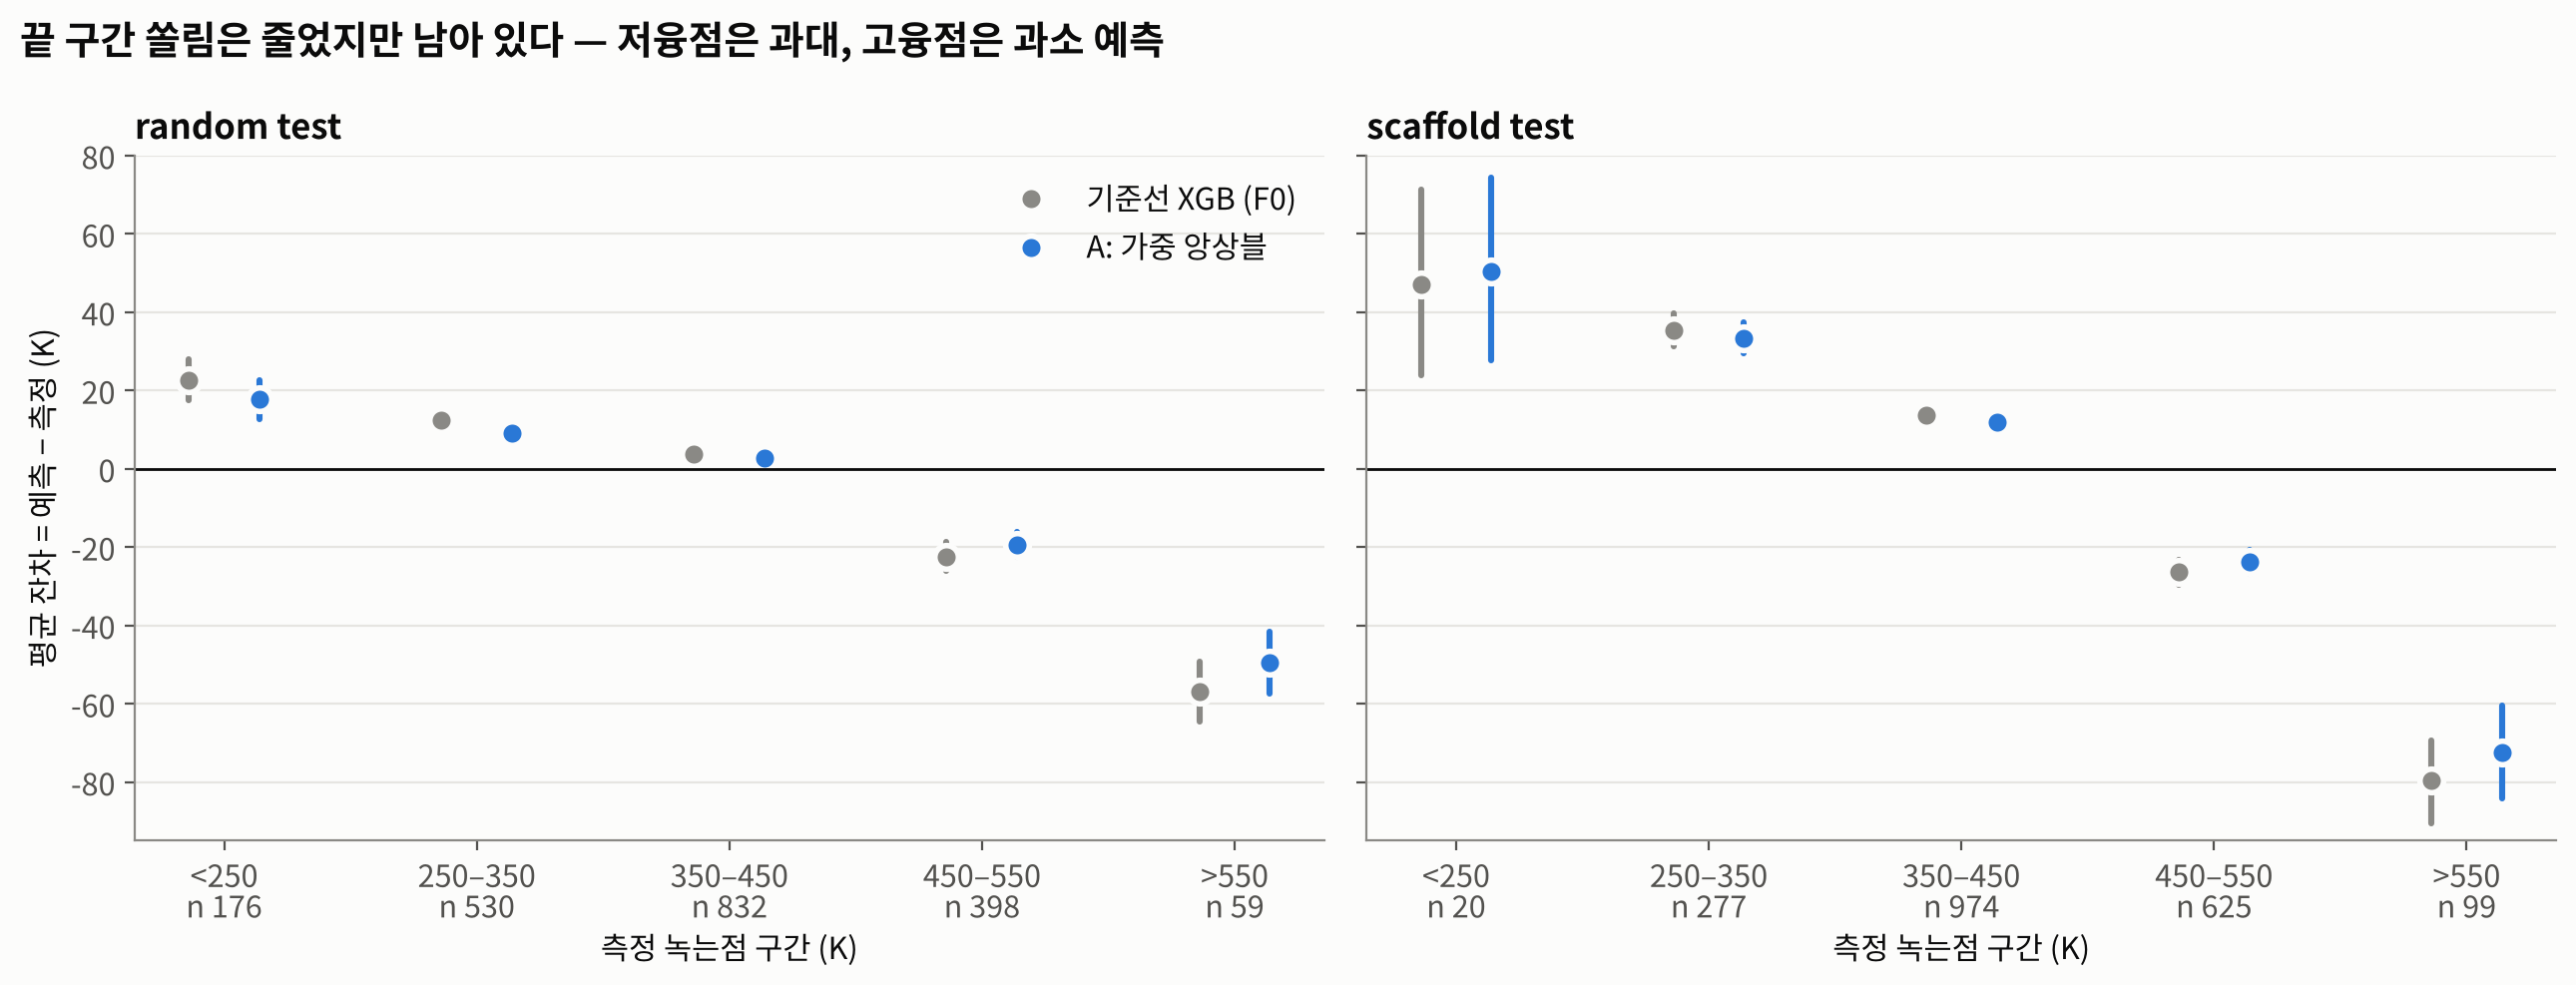 끝 구간 쏠림은 줄었지만 남아 있다 — 저융점은 과대, 고융점은 과소 예측
random test
scaffold test
기준선 XGB (F0)
A: 가중 앙상블
평균 잔차 = 예측 − 측정 (K)
80
60
40
20
0
-20
-40
-60
-80
<250
n 176
250–350
n 530
350–450
n 832
450–550
n 398
>550
n 59
측정 녹는점 구간 (K)
<250
n 20
250–350
n 277
350–450
n 974
450–550
n 625
>550
n 99
측정 녹는점 구간 (K)